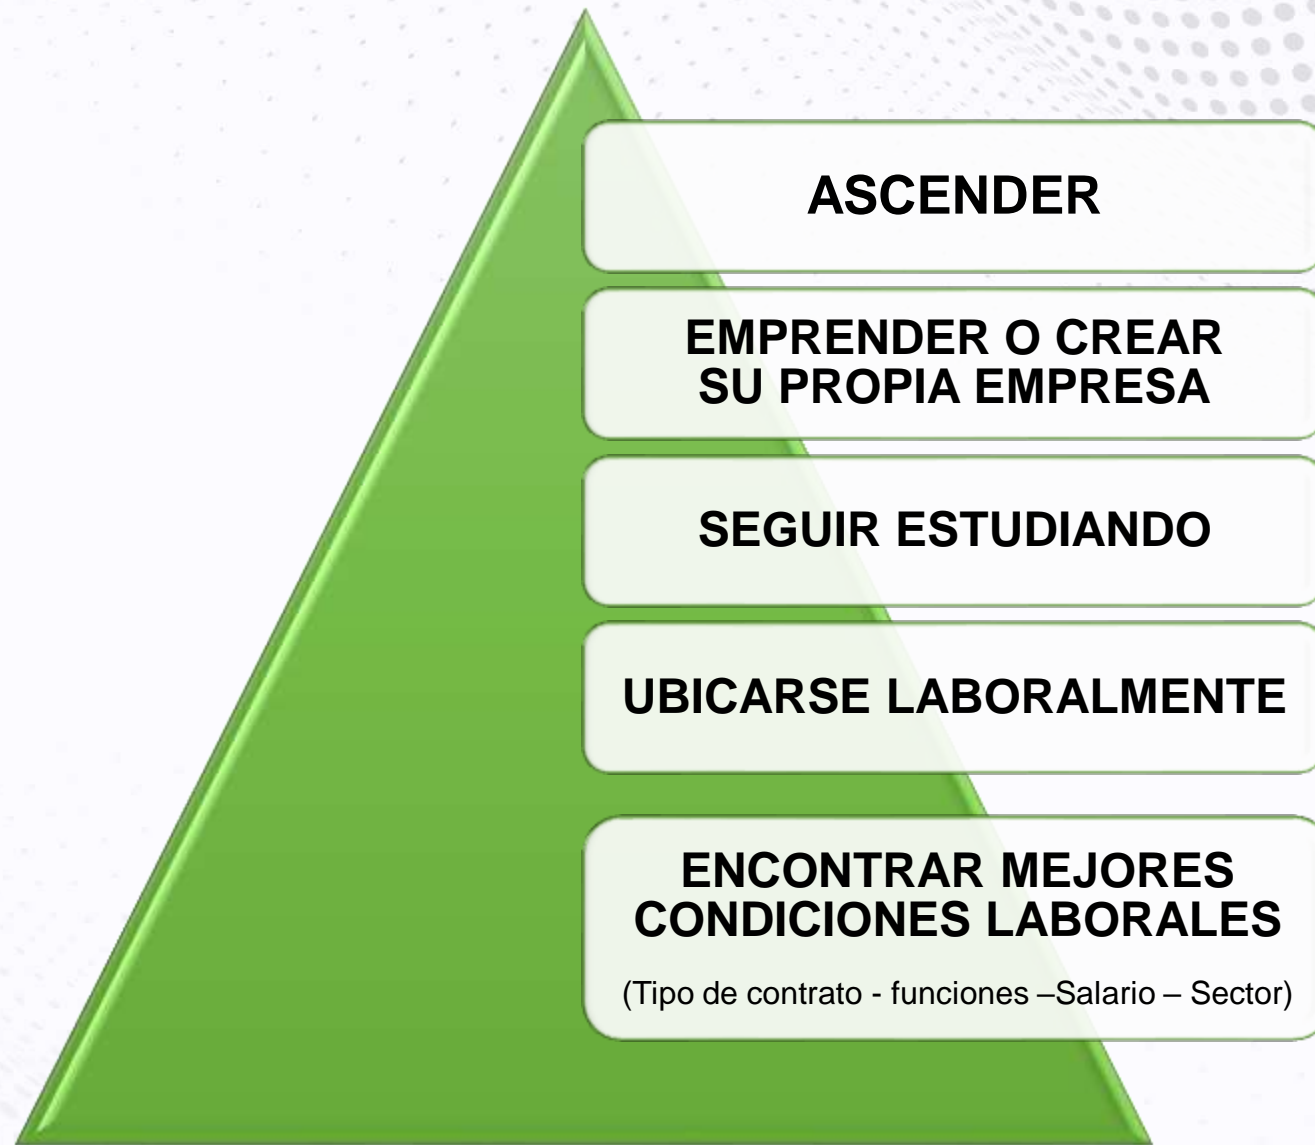 ASCENDER
EMPRENDER O CREAR
SU PROPIA EMPRESA
SEGUIR ESTUDIANDO
UBICARSE LABORALMENTE
ENCONTRAR MEJORES
CONDICIONES LABORALES
(Tipo de contrato - funciones –Salario – Sector)